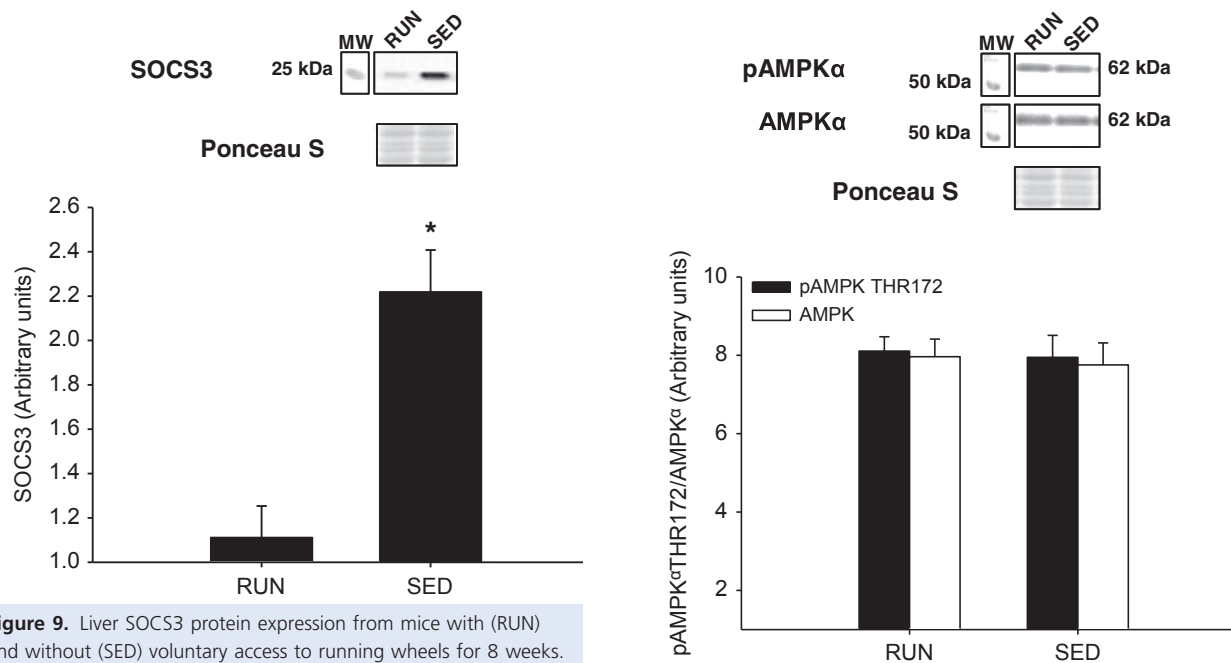 RUN
SED
MW
SOCS3
25 kDa
Ponceau S
2.6
2.4
2.2
2.0
1.8
1.6
1.4
1.2
1.0
SOCS3 (Arbitrary units)
*
RUN
SED
igure 9. Liver SOCS3 protein expression from mice with (RUN)
nd without (SED) voluntary access to running wheels for 8 weeks.
RUN
SED
MW
pAMPKα
50 kDa
62 kDa
AMPKα
50 kDa
62 kDa
Ponceau S
10
8
6
4
2
pAMPKᵅTHR172/AMPKᵅ (Arbitrary units)
pAMPK THR172
AMPK
RUN
SED